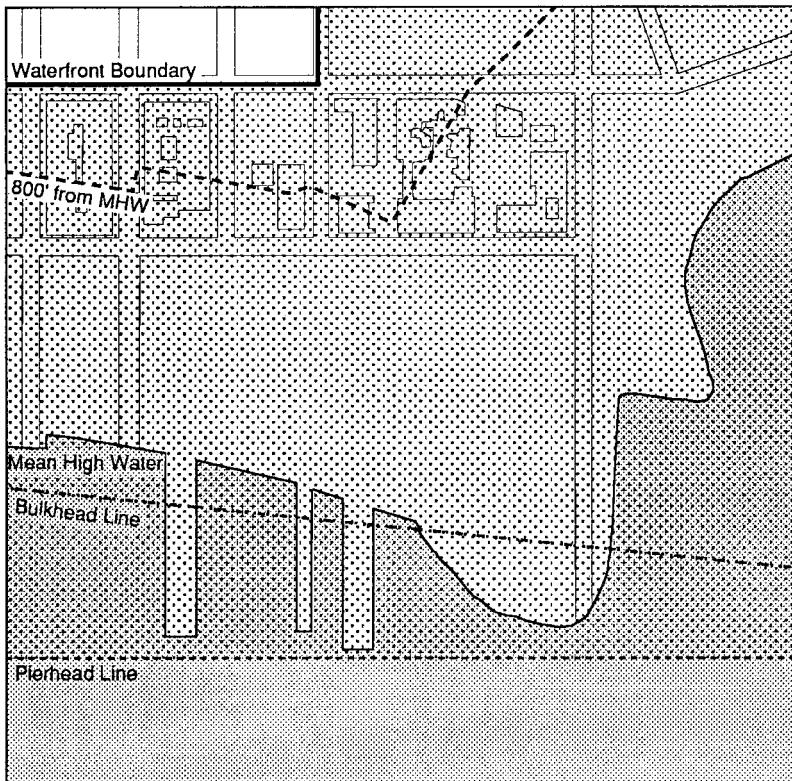 Waterfront Boundary
800' from MHW
Mean High Water
Bulkhead Line
Pierhead Line